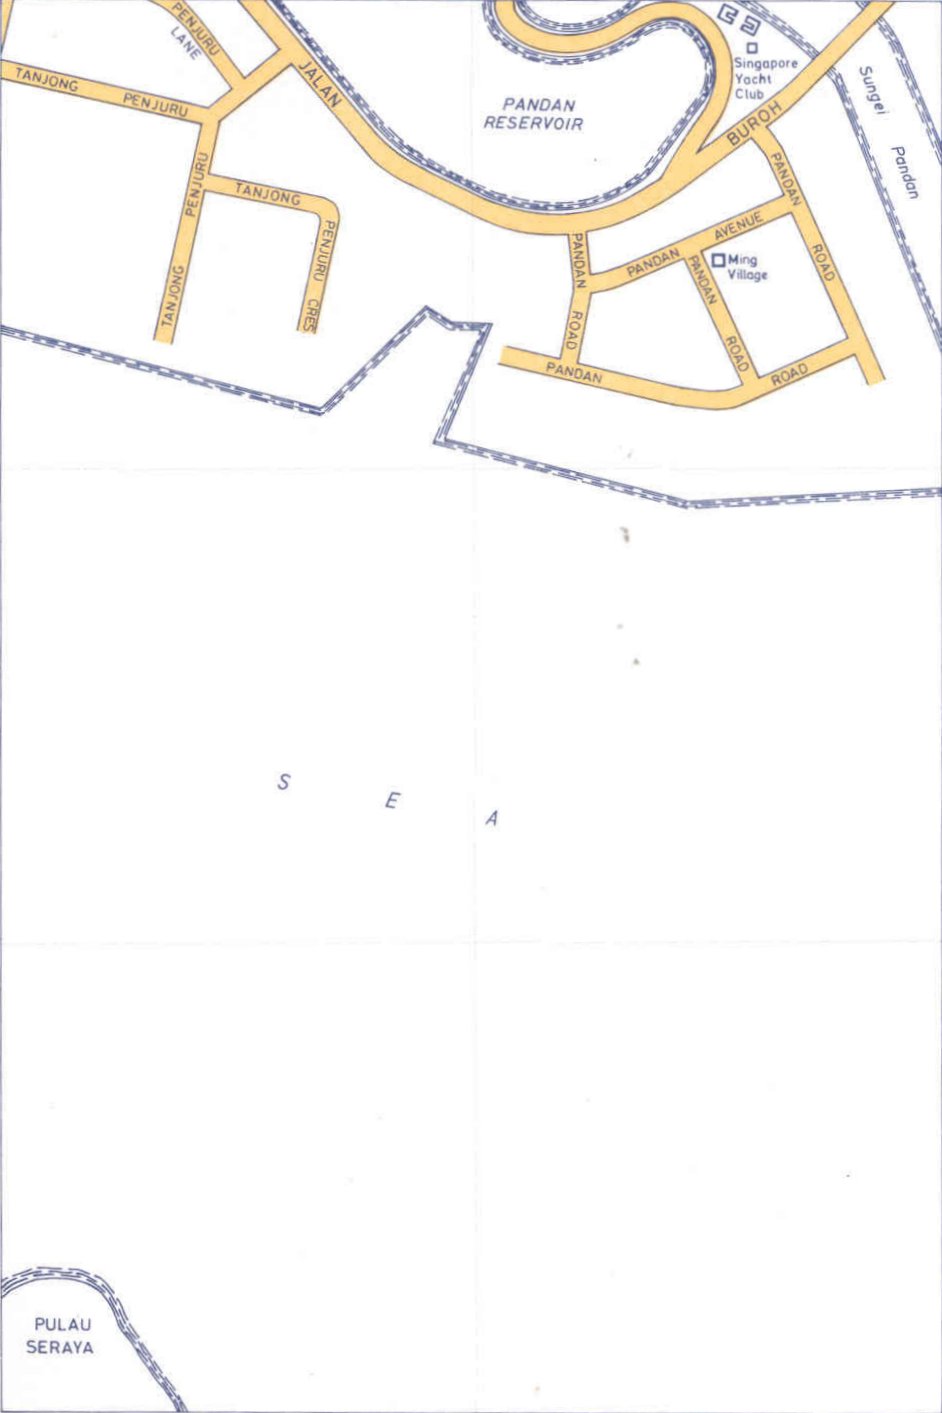 PENJURU
LANE
TANJONG PENJURU
JALAN
PANDAN
RESERVOIR
Singapore
Yacht
Club
BUROH
Sungei Pandan
TANJONG PENJURU
TANJONG PENJURU CRES
PANDAN ROAD
PANDAN AVENUE
PANDAN ROAD
Ming
Village
PANDAN ROAD
PANDAN ROAD
S E A
PULAU
SERAYA